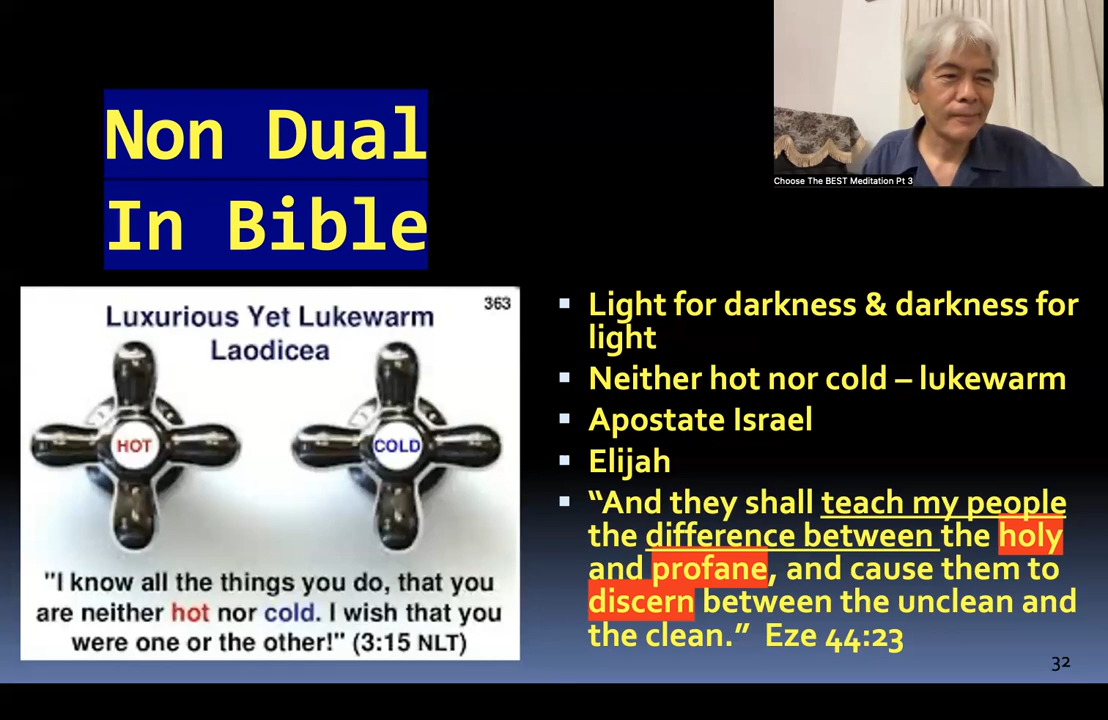 Non Dual
In Bible
Choose The BEST Meditation Pt 3
363
Luxurious Yet Lukewarm
Laodicea
HOT
COLD
"I know all the things you do, that you
are neither hot nor cold. I wish that you
were one or the other!" (3:15 NLT)
Light for darkness & darkness for
light
Neither hot nor cold – lukewarm
Apostate Israel
Elijah
“And they shall teach my people
the difference between the holy
and profane, and cause them to
discern between the unclean and
the clean.” Eze 44:23
32